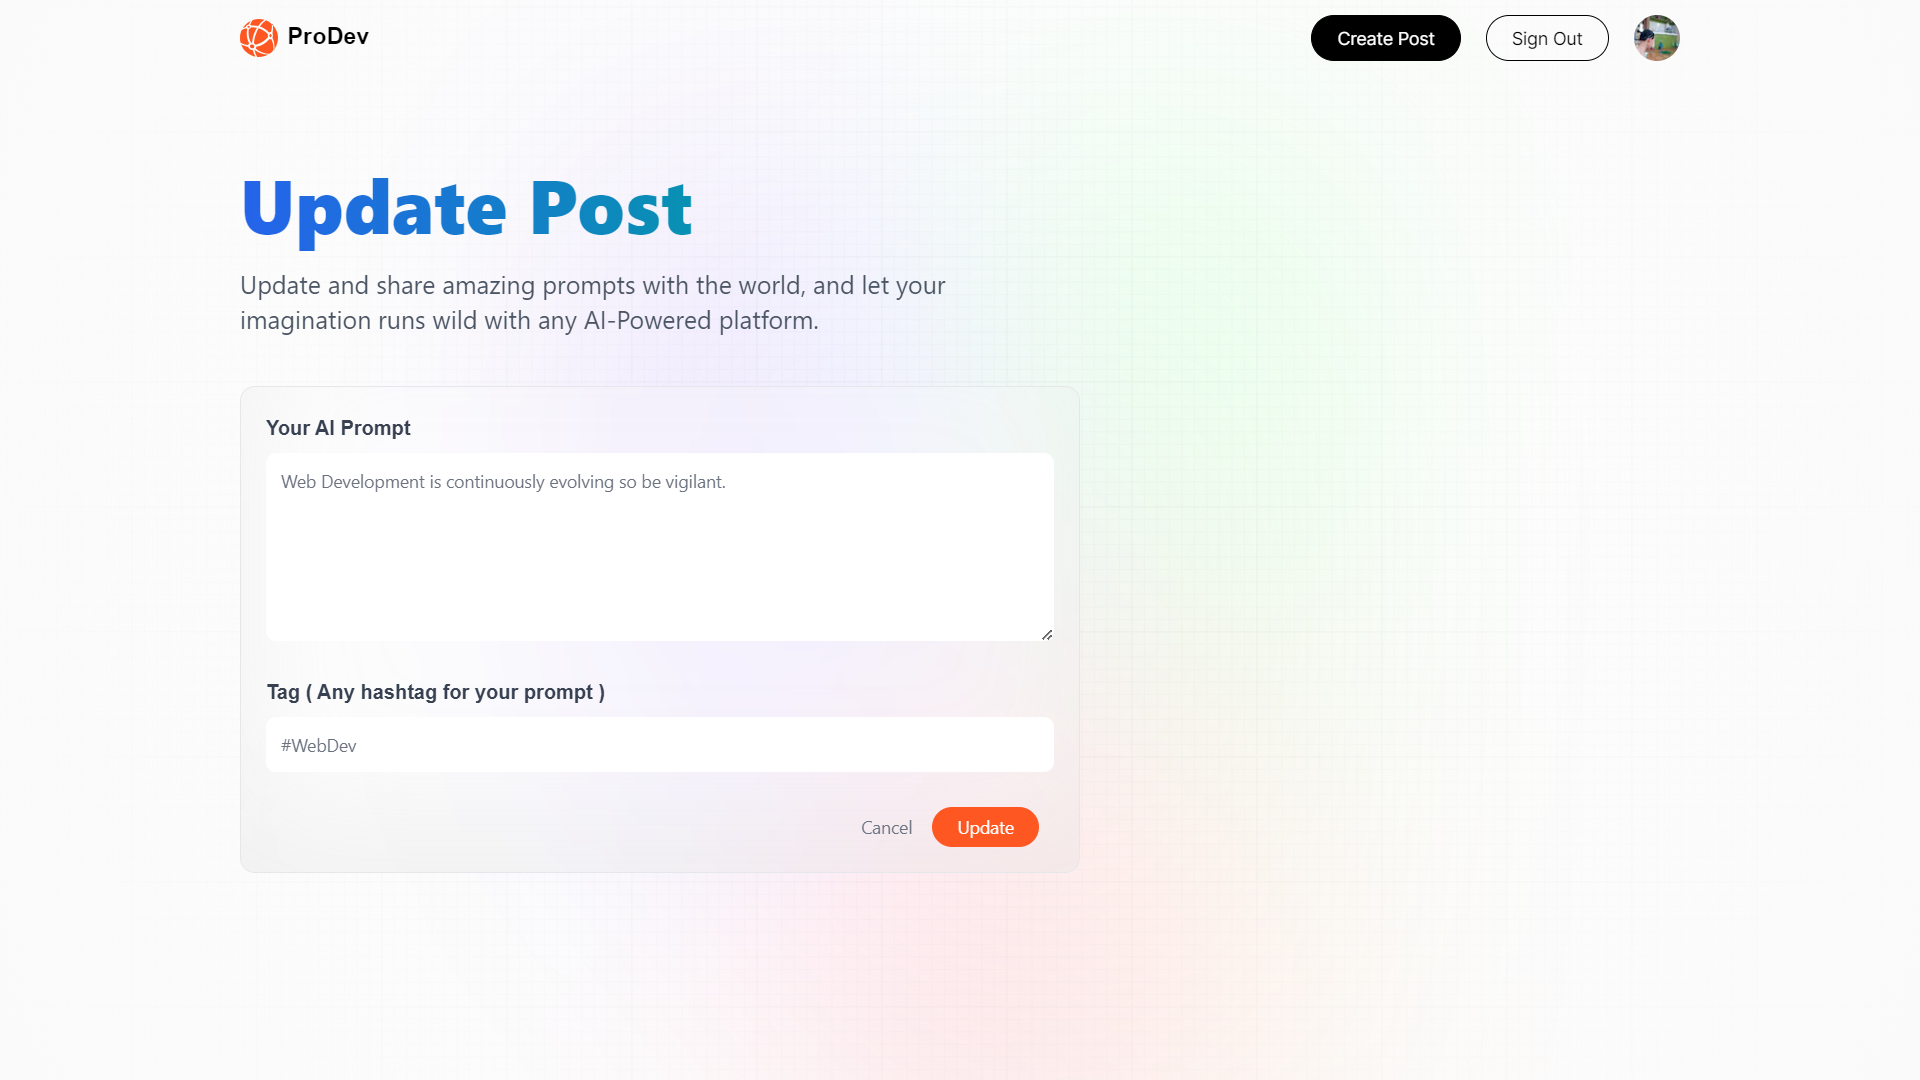 ProDev
Create Post
Sign Out
Update Post
Update and share amazing prompts with the world, and let your
imagination runs wild with any AI-Powered platform.
Your AI Prompt
Web Development is continuously evolving so be vigilant.
Tag ( Any hashtag for your prompt )
#WebDev
Cancel
Update